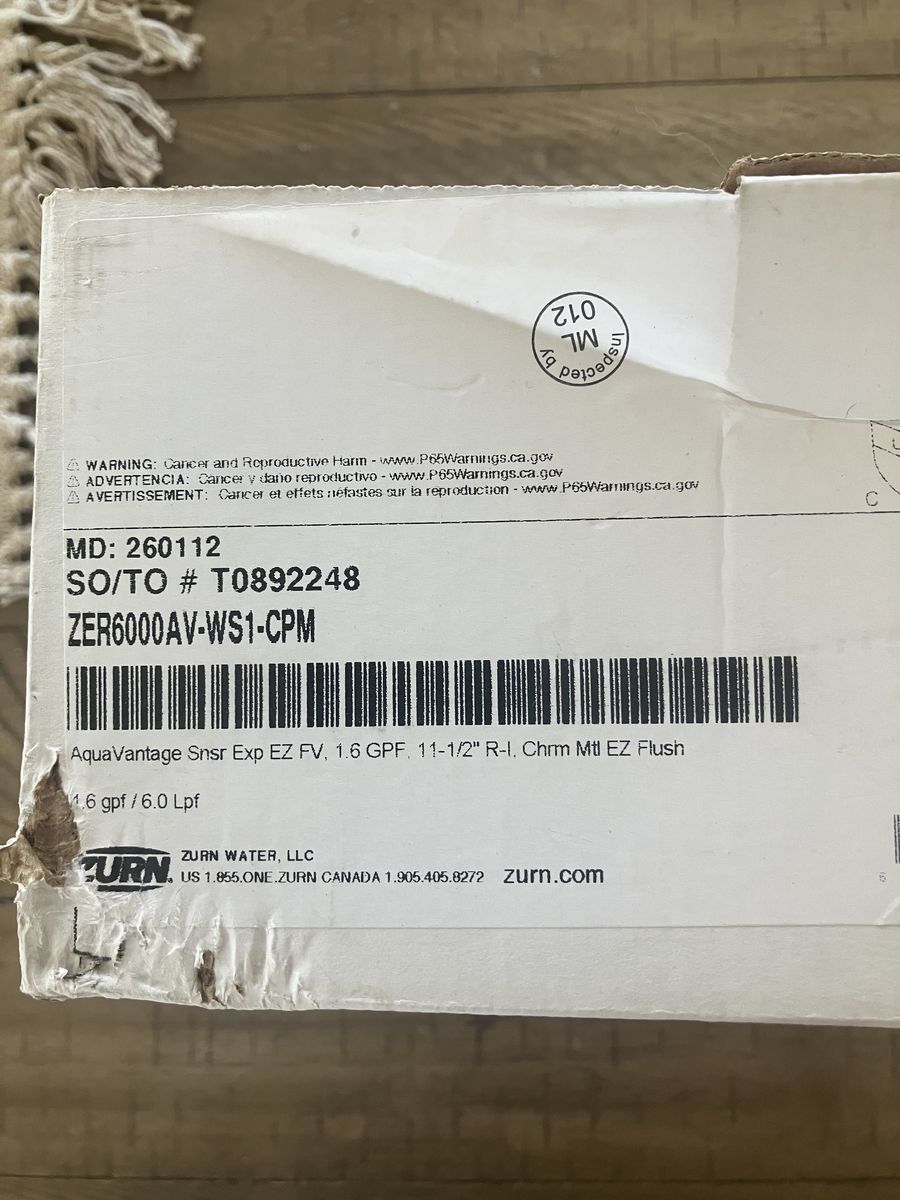 Inspected by
ML
012
⚠ WARNING: Cancer and Reproductive Harm - www.P65Warnings.ca.gov
⚠ ADVERTENCIA: Cancer y daño reproductivo - www.P65Warnings.ca.gov
⚠ AVERTISSEMENT: Cancer et effets néfastes sur la reproduction - www.P65Warnings.ca.gov
C
MD: 260112
SO/TO # T0892248
ZER6000AV-WS1-CPM
AquaVantage Snsr Exp EZ FV, 1.6 GPF, 11-1/2" R-I, Chrm Mtl EZ Flush
1.6 gpf / 6.0 Lpf
ZURN
ZURN WATER, LLC
US 1.855.ONE.ZURN CANADA 1.905.405.8272 zurn.com